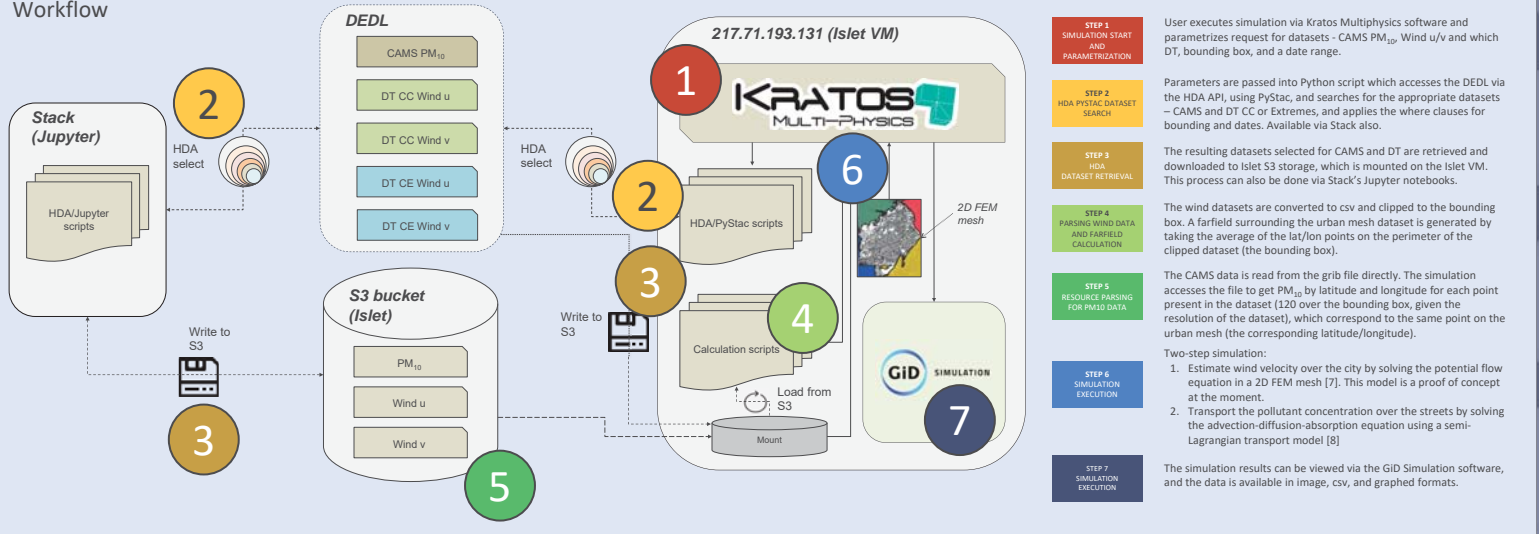 Workflow
Stack
(Jupyter)
HDA/Jupyter
scripts
2
HDA
select
Write to
S3
3
DEDL
CAMS PM10
DT CC Wind u
DT CC Wind v
DT CE Wind u
DT CE Wind v
S3 bucket
(Islet)
PM10
Wind u
Wind v
5
HDA
select
2
3
Write to
S3
217.71.193.131 (Islet VM)
1
KRATOS
MULTI-PHYSICS
6
HDA/PyStac scripts
2D FEM
mesh
4
Calculation scripts
Load from
S3
Mount
GiD SIMULATION
7
STEP 1
SIMULATION START
AND
PARAMETRIZATION
User executes simulation via Kratos Multiphysics software and
parametrizes request for datasets - CAMS PM10, Wind u/v and which
DT, bounding box, and a date range.
STEP 2
HDA PYSTAC DATASET
SEARCH
Parameters are passed into Python script which accesses the DEDL via
the HDA API, using PyStac, and searches for the appropriate datasets
– CAMS and DT CC or Extremes, and applies the where clauses for
bounding and dates. Available via Stack also.
STEP 3
HDA
DATASET RETRIEVAL
The resulting datasets selected for CAMS and DT are retrieved and
downloaded to Islet S3 storage, which is mounted on the Islet VM.
This process can also be done via Stack's Jupyter notebooks.
STEP 4
PARSING WIND DATA
AND FARFIELD
CALCULATION
The wind datasets are converted to csv and clipped to the bounding
box. A farfield surrounding the urban mesh dataset is generated by
taking the average of the lat/lon points on the perimeter of the
clipped dataset (the bounding box).
STEP 5
RESOURCE PARSING
FOR PM10 DATA
The CAMS data is read from the grib file directly. The simulation
accesses the file to get PM10 by latitude and longitude for each point
present in the dataset (120 over the bounding box, given the
resolution of the dataset), which correspond to the same point on the
urban mesh (the corresponding latitude/longitude).
STEP 6
SIMULATION
EXECUTION
Two-step simulation:
1. Estimate wind velocity over the city by solving the potential flow
equation in a 2D FEM mesh [7]. This model is a proof of concept
at the moment.
2. Transport the pollutant concentration over the streets by solving
the advection-diffusion-absorption equation using a semi-
Lagrangian transport model [8]
STEP 7
SIMULATION
EXECUTION
The simulation results can be viewed via the GiD Simulation software,
and the data is available in image, csv, and graphed formats.